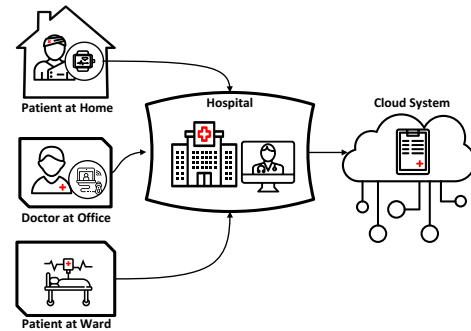 Patient at Home
Hospital
Cloud System
Doctor at Office
Patient at Ward